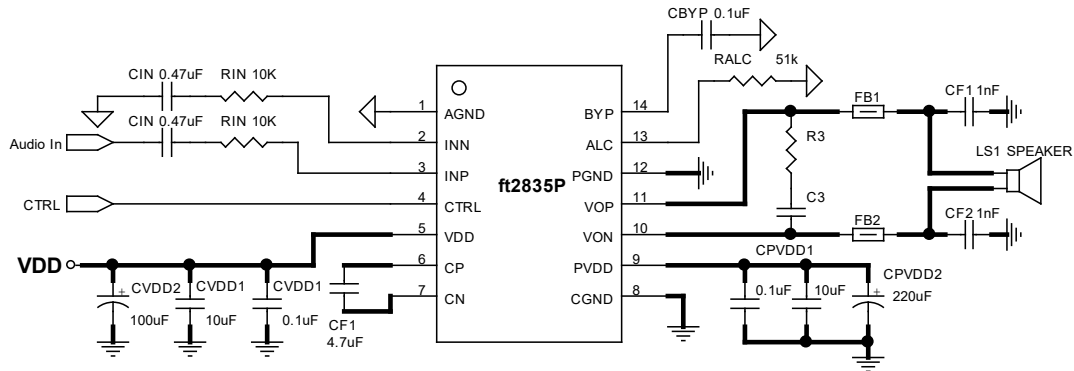 CBYP 0.1uF
RALC 51k
CIN 0.47uF RIN 10K
CIN 0.47uF RIN 10K
Audio In
CTRL
VDD
CVDD2
100uF
CVDD1
10uF
CVDD1
0.1uF
CF1
4.7uF
1 AGND
2 INN
3 INP
4 CTRL
5 VDD
6 CP
7 CN
ft2835P
BYP 14
ALC 13
PGND 12
VOP 11
VON 10
PVDD 9
CGND 8
R3
C3
FB1
FB2
CF1 1nF
LS1 SPEAKER
CF2 1nF
CPVDD1
0.1uF
10uF
CPVDD2
220uF